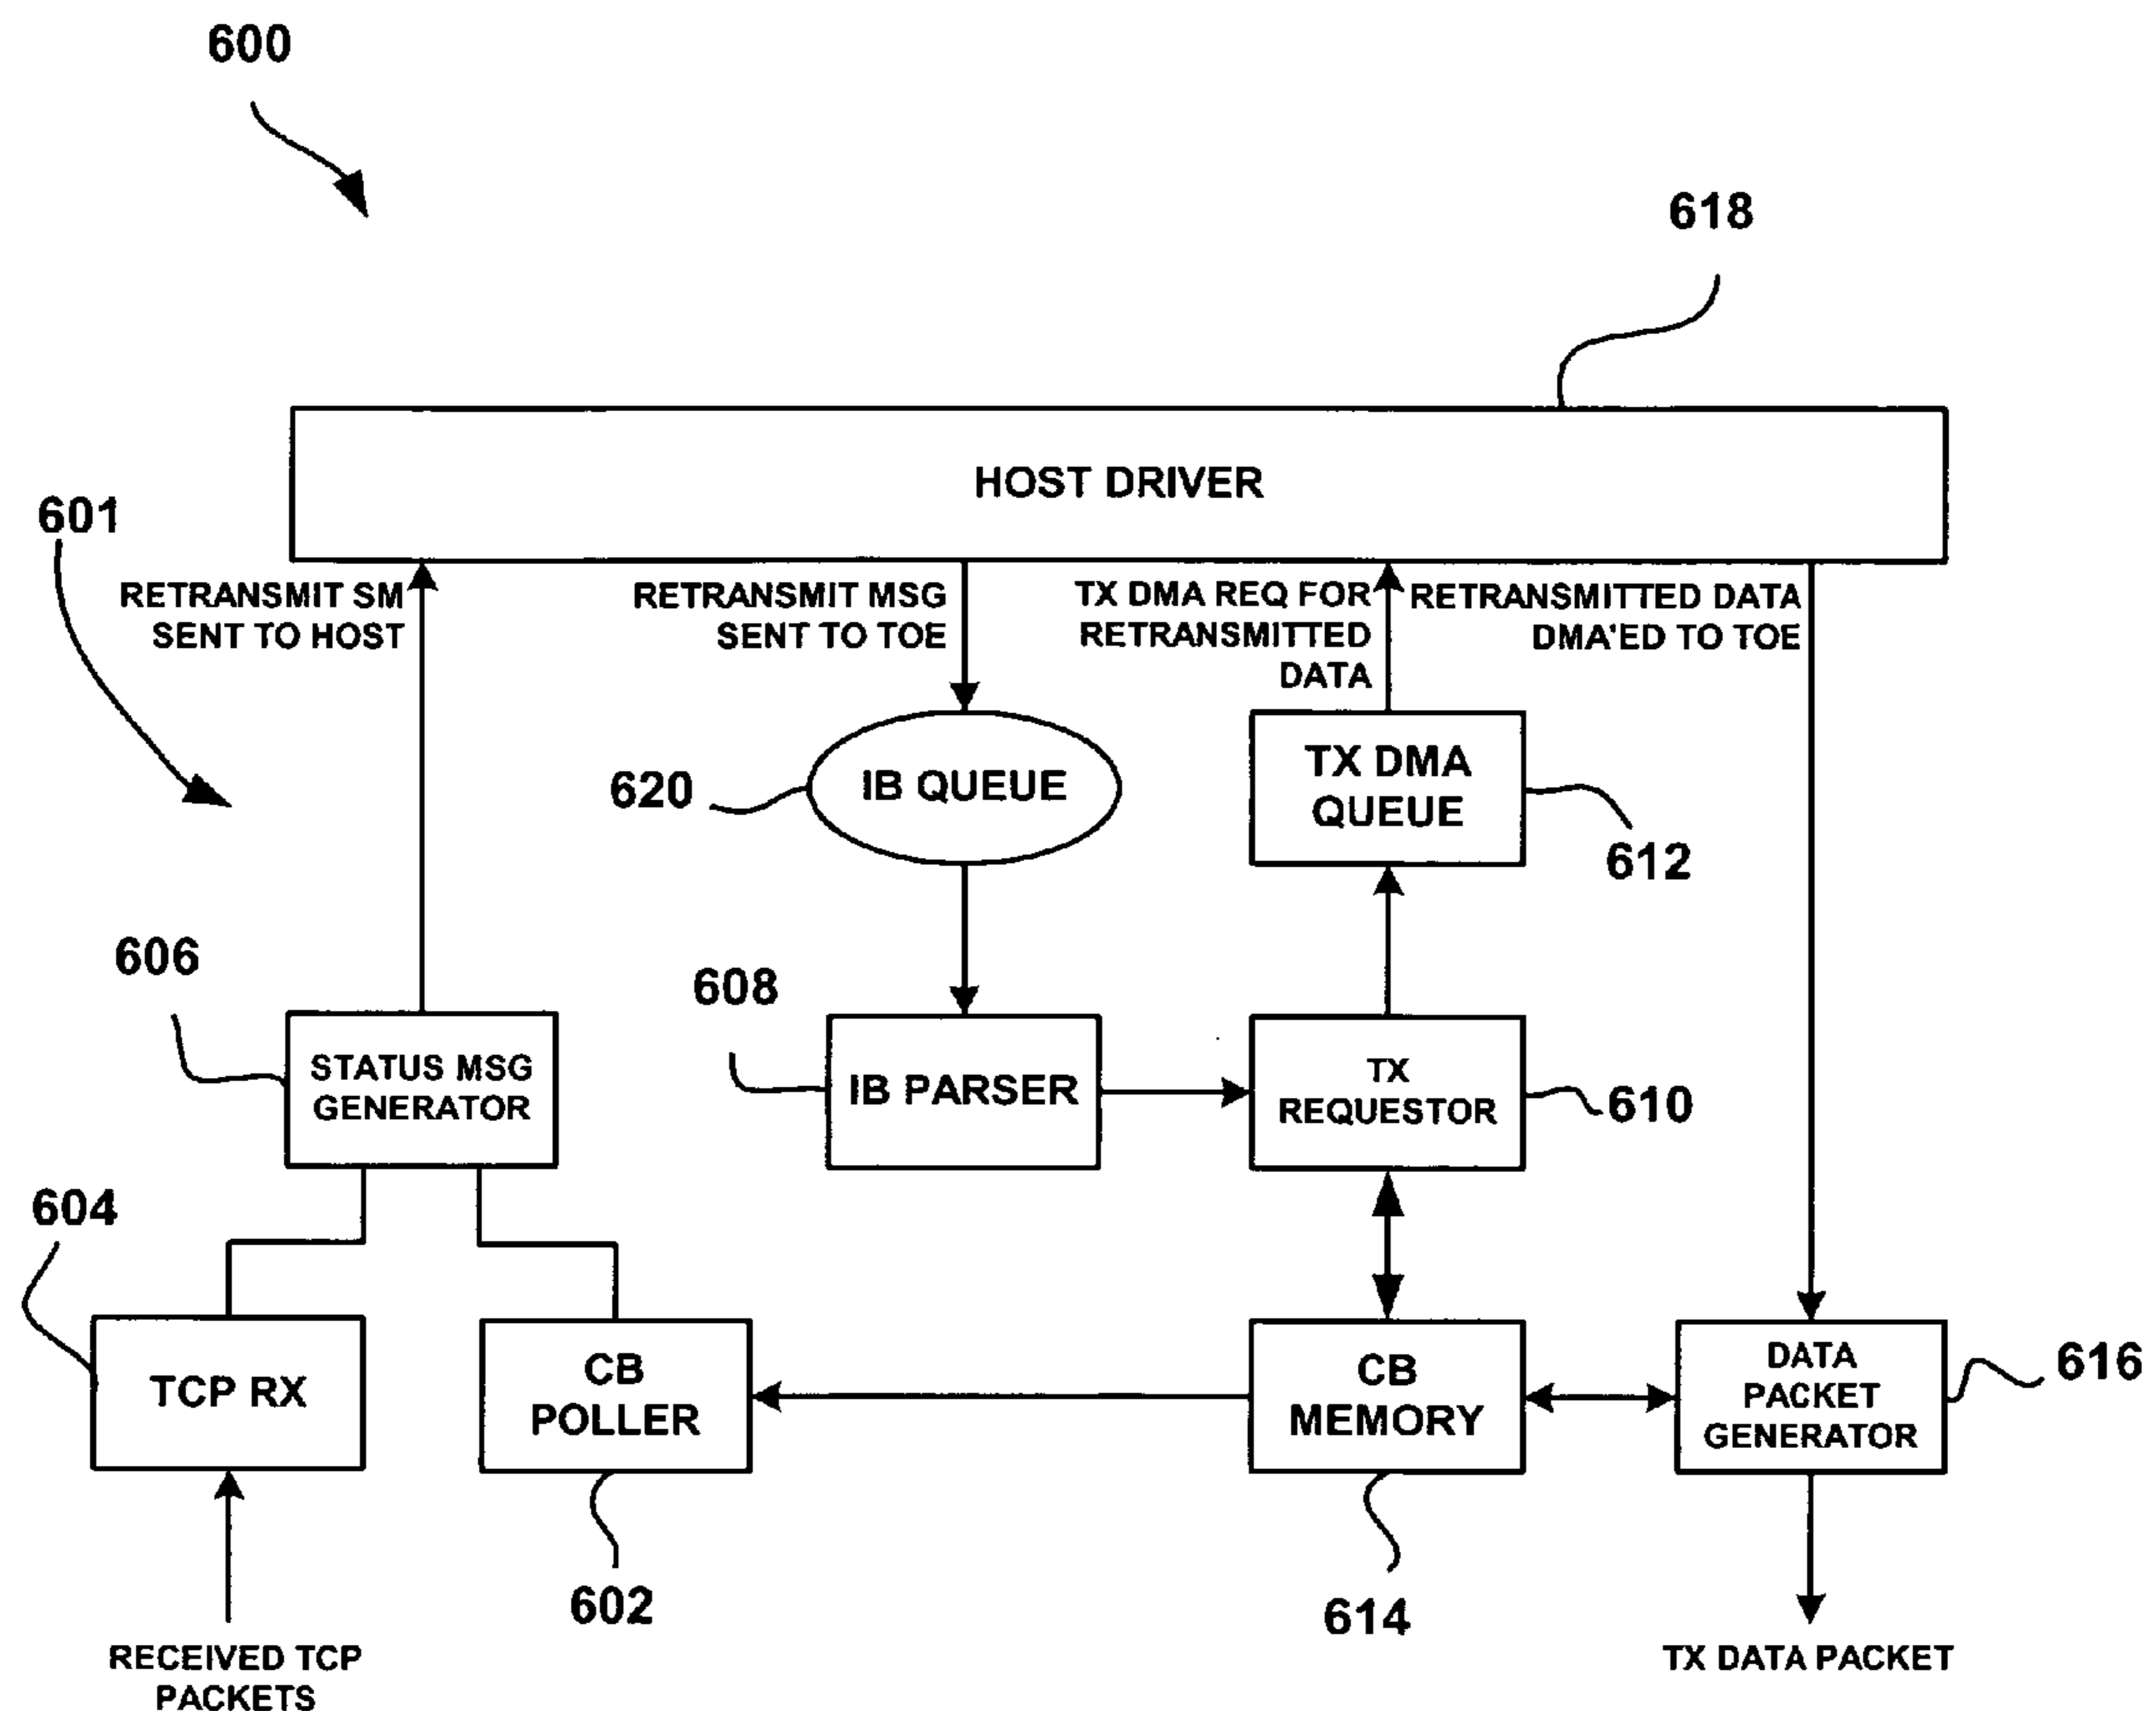 600
618
HOST DRIVER
601
RETRANSMIT SM
SENT TO HOST
RETRANSMIT MSG
SENT TO TOE
TX DMA REQ FOR
RETRANSMITTED
DATA
RETRANSMITTED DATA
DMA'ED TO TOE
620
IB QUEUE
TX DMA
QUEUE
612
606
STATUS MSG
GENERATOR
608
IB PARSER
TX
REQUESTOR
610
604
TCP RX
CB
POLLER
CB
MEMORY
DATA
PACKET
GENERATOR
616
602
614
RECEIVED TCP
PACKETS
TX DATA PACKET